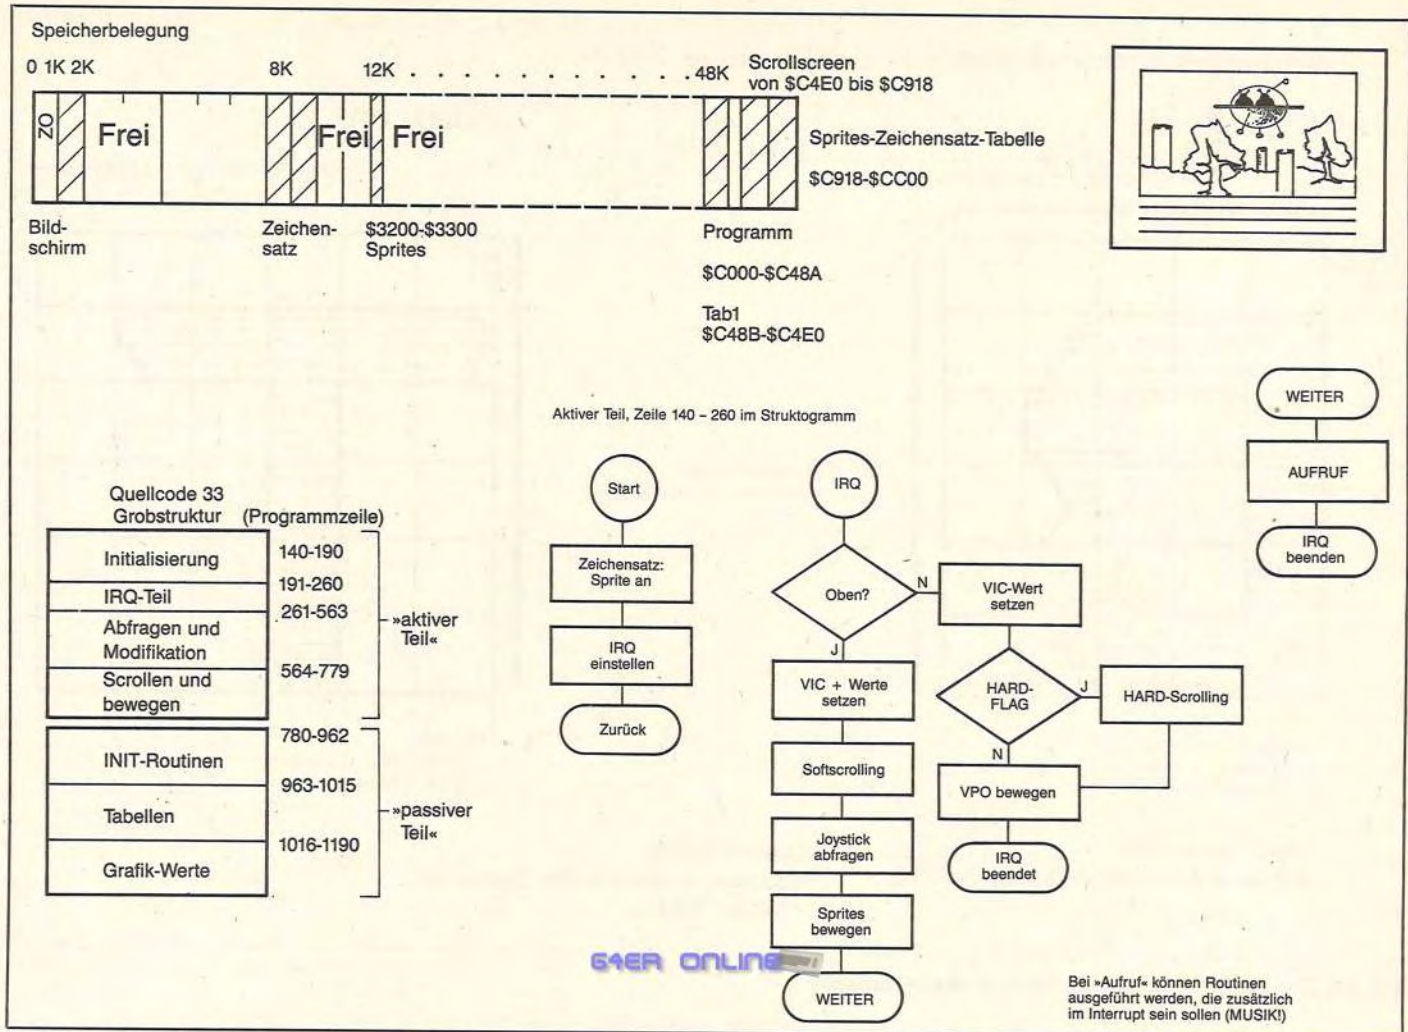 Speicherbelegung
0 1K 2K 8K 12K . . . . . . . . . . . . . 48K
Scrollscreen
von $C4E0 bis $C918
ZO
Frei
Frei
Frei
Sprites-Zeichensatz-Tabelle
$C918-$CC00
Bild-
schirm
Zeichen-
satz
$3200-$3300
Sprites
Programm
$C000-$C48A
Tab1
$C48B-$C4E0
Aktiver Teil, Zeile 140 – 260 im Struktogramm
Quellcode 33
Grobstruktur (Programmzeile)
Initialisierung
140-190
IRQ-Teil
191-260
Abfragen und
Modifikation
261-563
Scrollen und
bewegen
564-779
»aktiver
Teil«
INIT-Routinen
780-962
Tabellen
963-1015
Grafik-Werte
1016-1190
»passiver
Teil«
Start
Zeichensatz:
Sprite an
IRQ
einstellen
Zurück
IRQ
Oben?
N
J
VIC + Werte
setzen
Softscrolling
Joystick
abfragen
Sprites
bewegen
WEITER
VIC-Wert
setzen
HARD-
FLAG
J
N
HARD-Scrolling
VPO bewegen
IRQ
beendet
WEITER
AUFRUF
IRQ
beenden
64ER ONLINE
Bei »Aufruf« können Routinen
ausgeführt werden, die zusätzlich
im Interrupt sein sollen (MUSIK!)